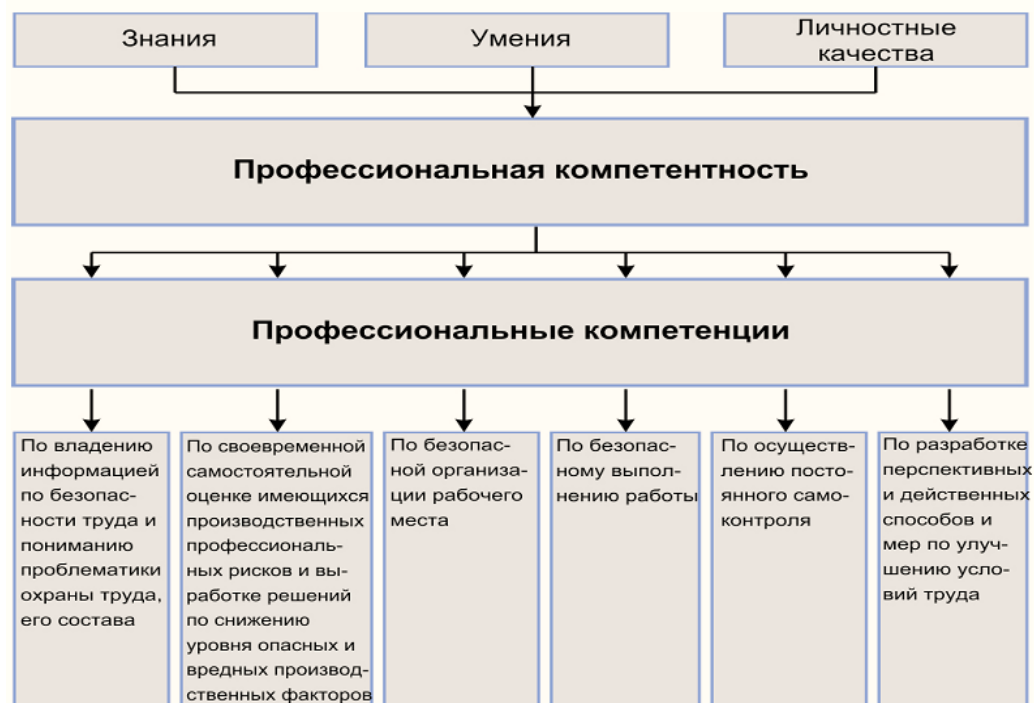 Знания
Умения
Личностные
качества
Профессиональная компетентность
Профессиональные компетенции
По владению
информацией
по безопас-
ности труда и
пониманию
проблематики
охраны труда,
его состава
По своевременной
самостоятельной
оценке имеющихся
производственных
профессиональ-
ных рисков и вы-
работке решений
по снижению
уровня опасных и
вредных производ-
ственных факторов
По безопас-
ной организа-
ции рабочего
места
По безопас-
ному выпол-
нению работы
По осуществ-
лению посто-
янного само-
контроля
По разработке
перспективных
и действенных
способов и
мер по улуч-
шению усло-
вий труда